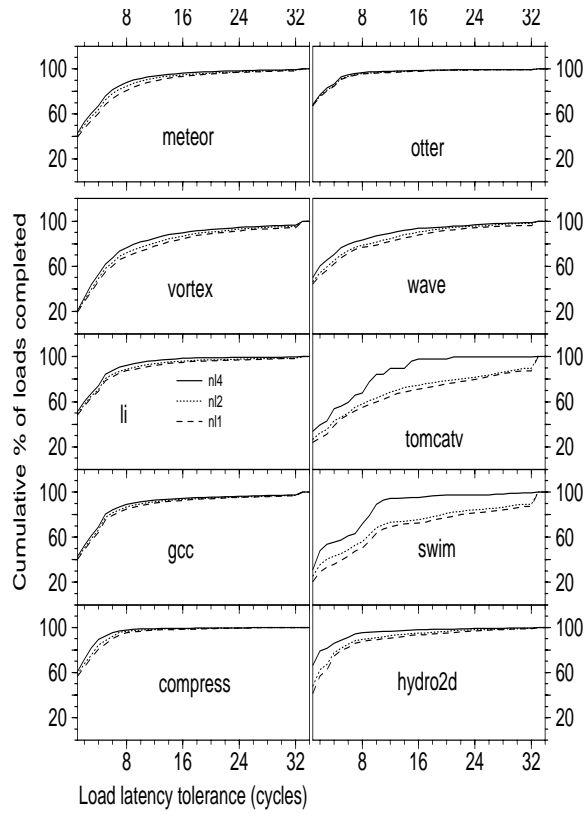 8 16 24 32 8 16 24 32
100 100
60 meteor otter 60
20 20
100 100
60 vortex wave 60
20 20
100 100
60 nl4 60
nl2
li nl1 tomcatv
20 20
100 100
60 gcc swim 60
20 20
100 100
60 compress hydro2d 60
20 20
8 16 24 32 8 16 24 32
Load latency tolerance (cycles)
Cumulative % of loads completed